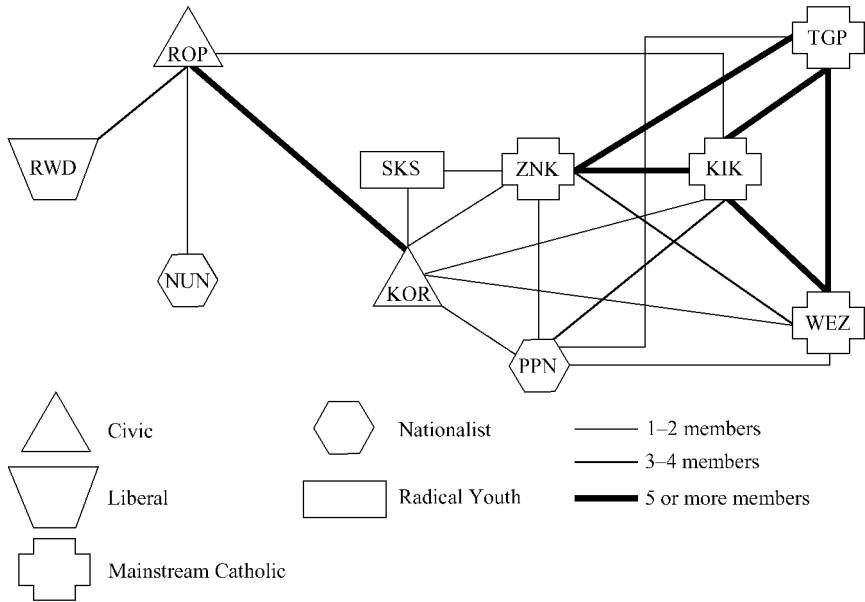 ROP
TGP
RWD
SKS
ZNK
KIK
NUN
KOR
WEZ
PPN
Civic
Nationalist
1–2 members
3–4 members
Liberal
Radical Youth
5 or more members
Mainstream Catholic